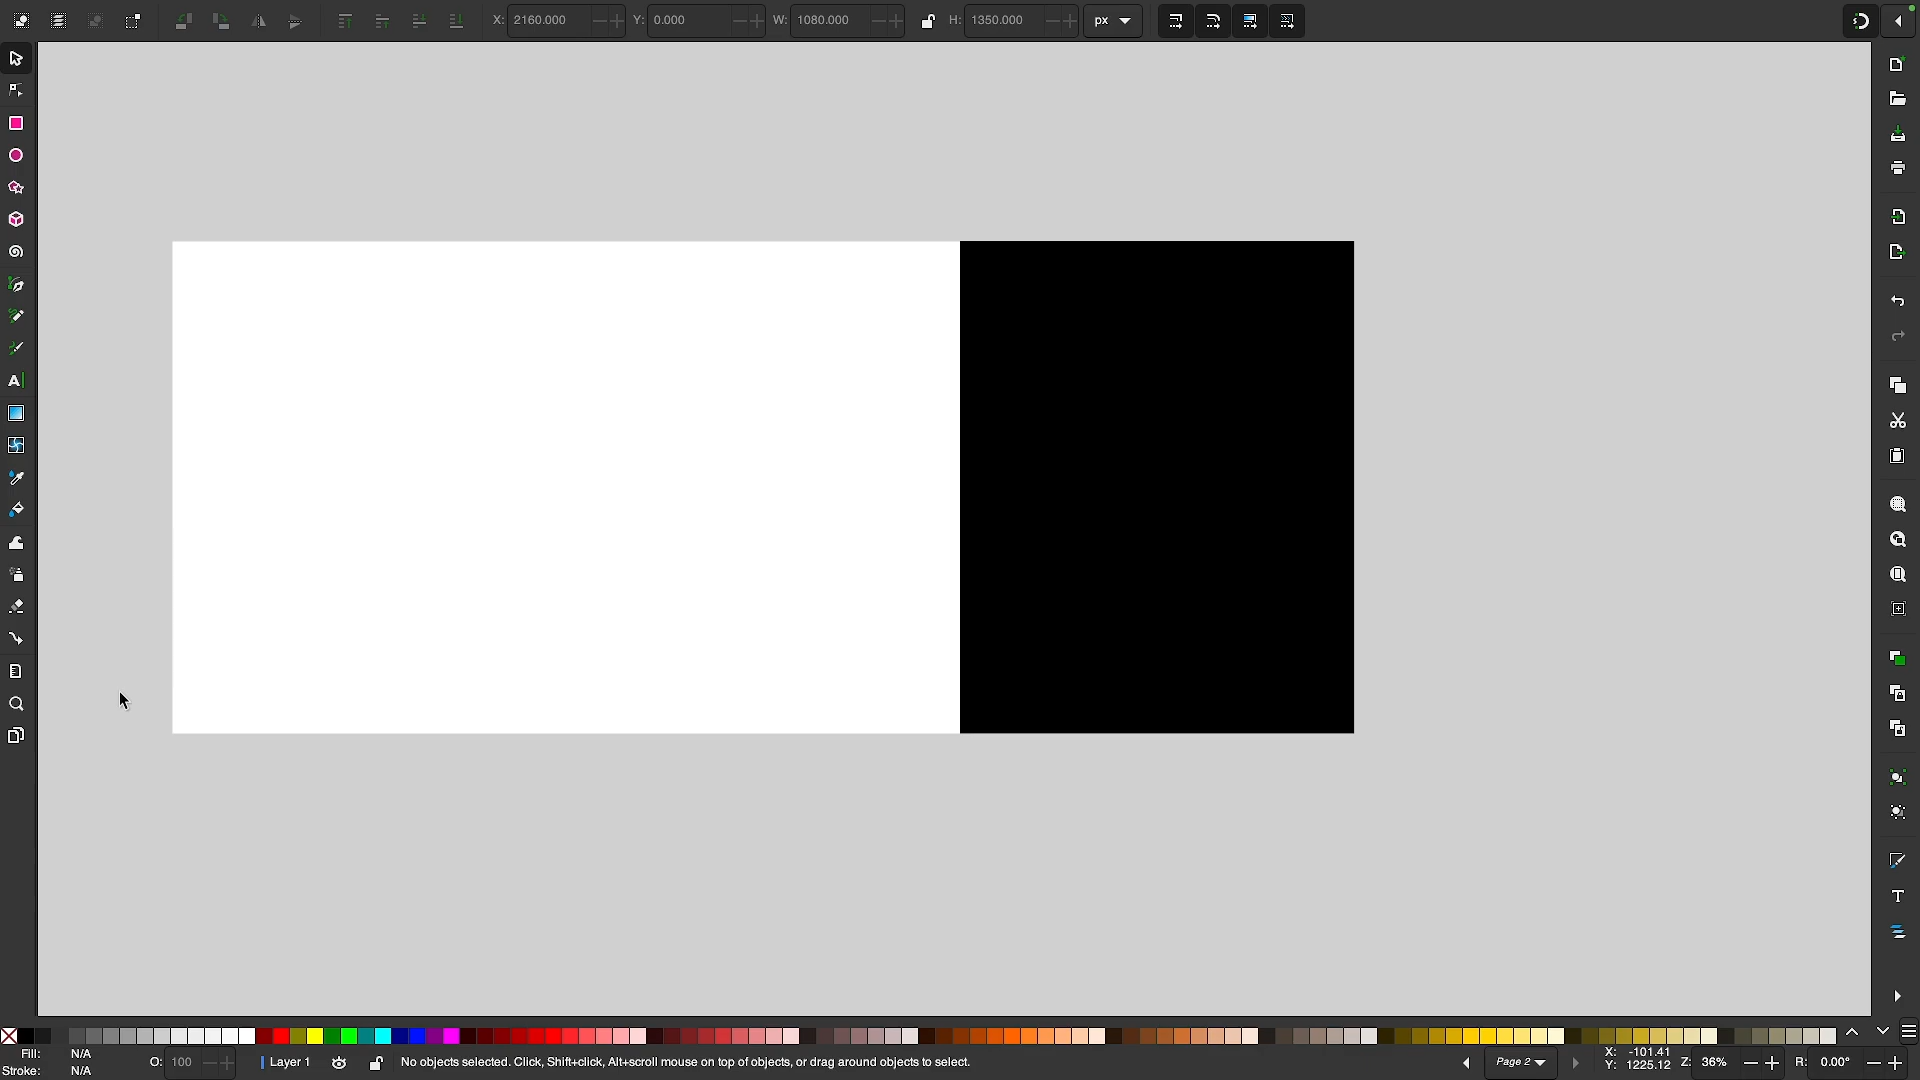 X: 2160.000 Y: 0.000 W: 1080.000 H: 1350.000 px
Fill: N/A
Stroke: N/A
O: 100
Layer 1
No objects selected. Click, Shift+click, Alt+scroll mouse on top of objects, or drag around objects to select.
Page 2
X: -101.41
Y: 1225.12
Z: 36%
R: 0.00°